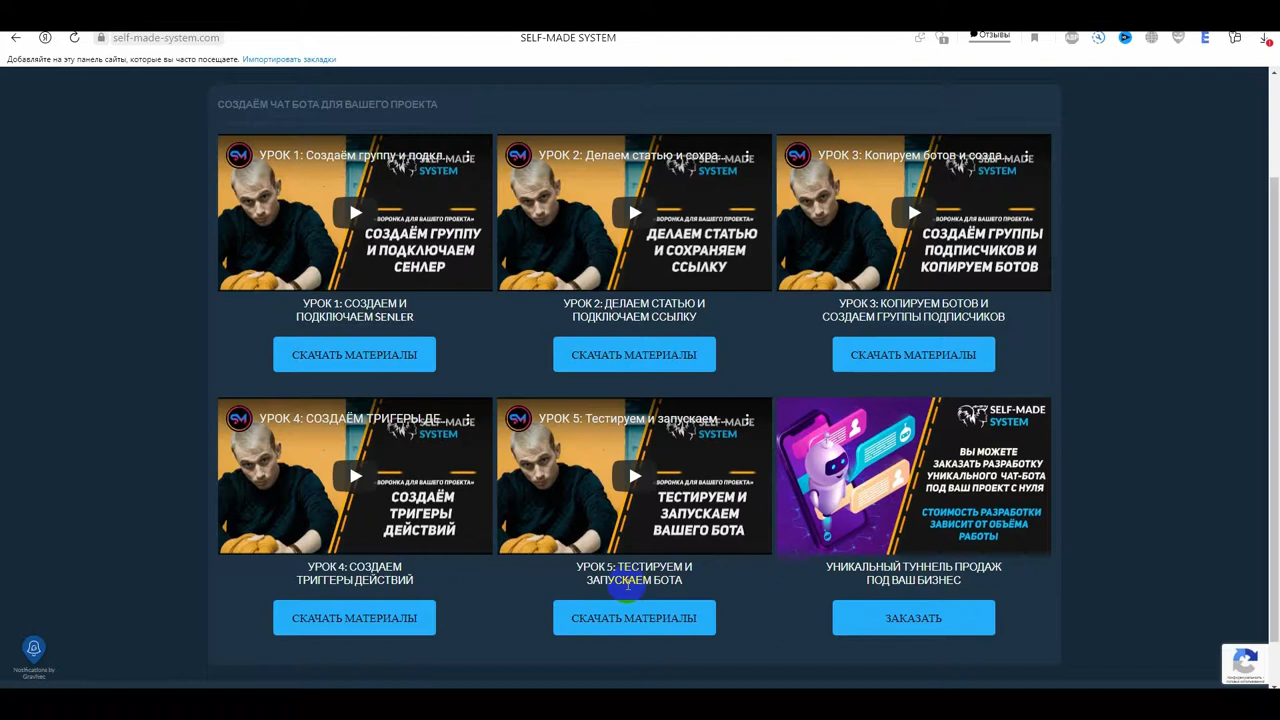 self-made-system.com
SELF-MADE SYSTEM
Отзывы
Добавляйте на эту панель сайты, которые вы часто посещаете. Импортировать закладки
СОЗДАЁМ ЧАТ БОТА ДЛЯ ВАШЕГО ПРОЕКТА
УРОК 1: Создаём группу и подкл...
SELF-MADE
SYSTEM
«ВОРОНКА ДЛЯ ВАШЕГО ПРОЕКТА»
СОЗДАЁМ ГРУППУ
И ПОДКЛЮЧАЕМ
СЕНЛЕР
УРОК 1: СОЗДАЕМ И
ПОДКЛЮЧАЕМ SENLER
СКАЧАТЬ МАТЕРИАЛЫ
УРОК 2: Делаем статью и сохра...
SELF-MADE
SYSTEM
«ВОРОНКА ДЛЯ ВАШЕГО ПРОЕКТА»
ДЕЛАЕМ СТАТЬЮ
И СОХРАНЯЕМ
ССЫЛКУ
УРОК 2: ДЕЛАЕМ СТАТЬЮ И
ПОДКЛЮЧАЕМ ССЫЛКУ
СКАЧАТЬ МАТЕРИАЛЫ
УРОК 3: Копируем ботов и созда...
SELF-MADE
SYSTEM
«ВОРОНКА ДЛЯ ВАШЕГО ПРОЕКТА»
СОЗДАЁМ ГРУППЫ
ПОДПИСЧИКОВ И
КОПИРУЕМ БОТОВ
УРОК 3: КОПИРУЕМ БОТОВ И
СОЗДАЕМ ГРУППЫ ПОДПИСЧИКОВ
СКАЧАТЬ МАТЕРИАЛЫ
УРОК 4: СОЗДАЁМ ТРИГЕРЫ ДЕ...
SELF-MADE
SYSTEM
«ВОРОНКА ДЛЯ ВАШЕГО ПРОЕКТА»
СОЗДАЁМ
ТРИГЕРЫ
ДЕЙСТВИЙ
УРОК 4: СОЗДАЕМ
ТРИГГЕРЫ ДЕЙСТВИЙ
СКАЧАТЬ МАТЕРИАЛЫ
УРОК 5: Тестируем и запускаем...
SELF-MADE
SYSTEM
«ВОРОНКА ДЛЯ ВАШЕГО ПРОЕКТА»
ТЕСТИРУЕМ И
ЗАПУСКАЕМ
ВАШЕГО БОТА
УРОК 5: ТЕСТИРУЕМ И
ЗАПУСКАЕМ БОТА
СКАЧАТЬ МАТЕРИАЛЫ
SELF-MADE
SYSTEM
ВЫ МОЖЕТЕ
ЗАКАЗАТЬ РАЗРАБОТКУ
УНИКАЛЬНОГО ЧАТ-БОТА
ПОД ВАШ ПРОЕКТ С НУЛЯ
СТОИМОСТЬ РАЗРАБОТКИ
ЗАВИСИТ ОТ ОБЪЁМА
РАБОТЫ
УНИКАЛЬНЫЙ ТУННЕЛЬ ПРОДАЖ
ПОД ВАШ БИЗНЕС
ЗАКАЗАТЬ
Notifications by
Gravitec